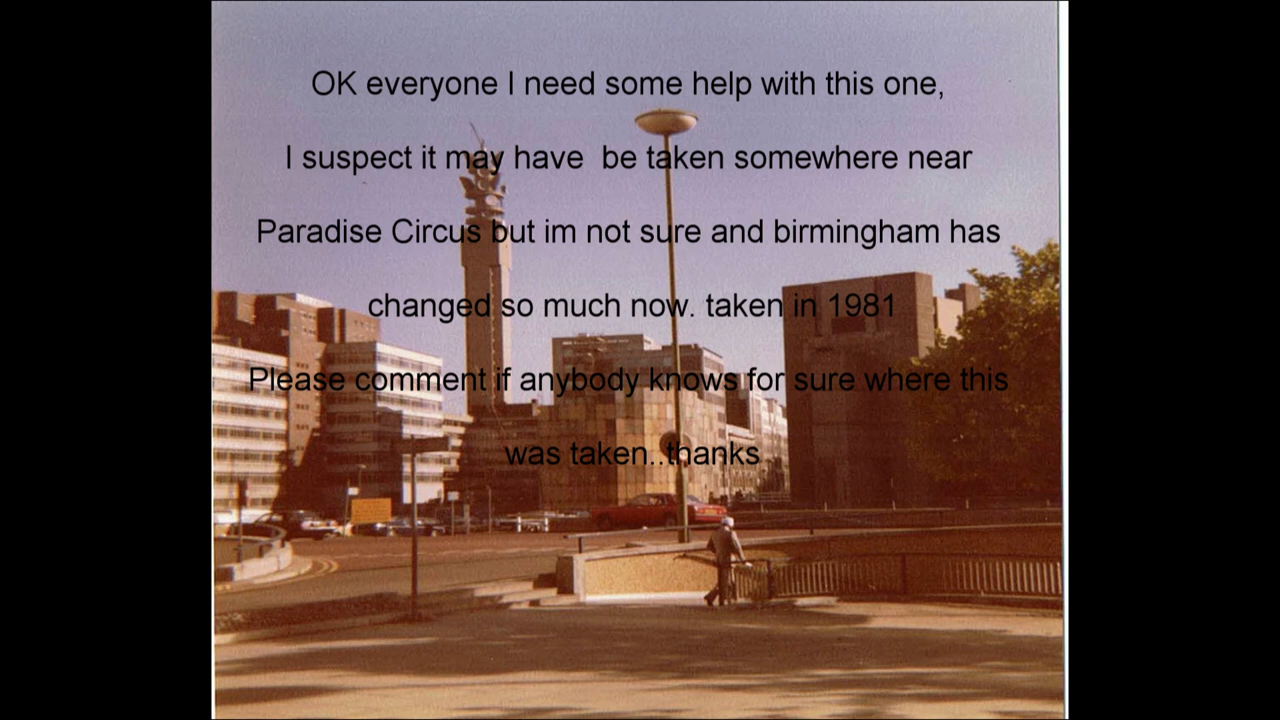 OK everyone I need some help with this one,
I suspect it may have  be taken somewhere near
Paradise Circus but im not sure and birmingham has
changed so much now. taken in 1981
Please comment if anybody knows for sure where this
was taken..thanks